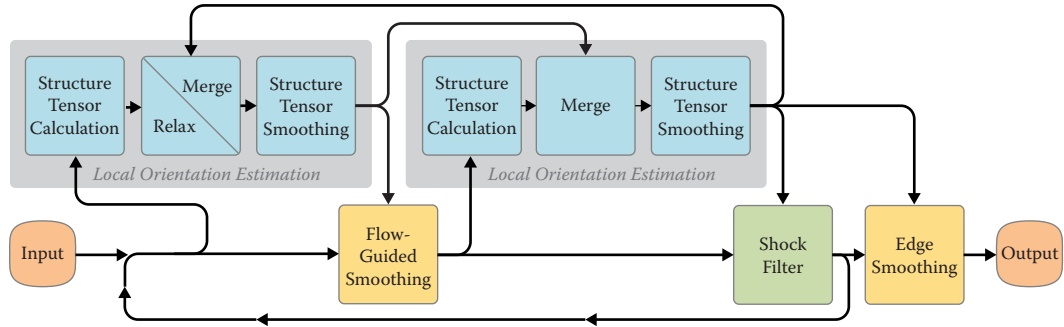 Structure
Tensor
Calculation
Merge
Relax
Structure
Tensor
Smoothing
Local Orientation Estimation
Structure
Tensor
Calculation
Merge
Structure
Tensor
Smoothing
Local Orientation Estimation
Input
Flow-
Guided
Smoothing
Shock
Filter
Edge
Smoothing
Output